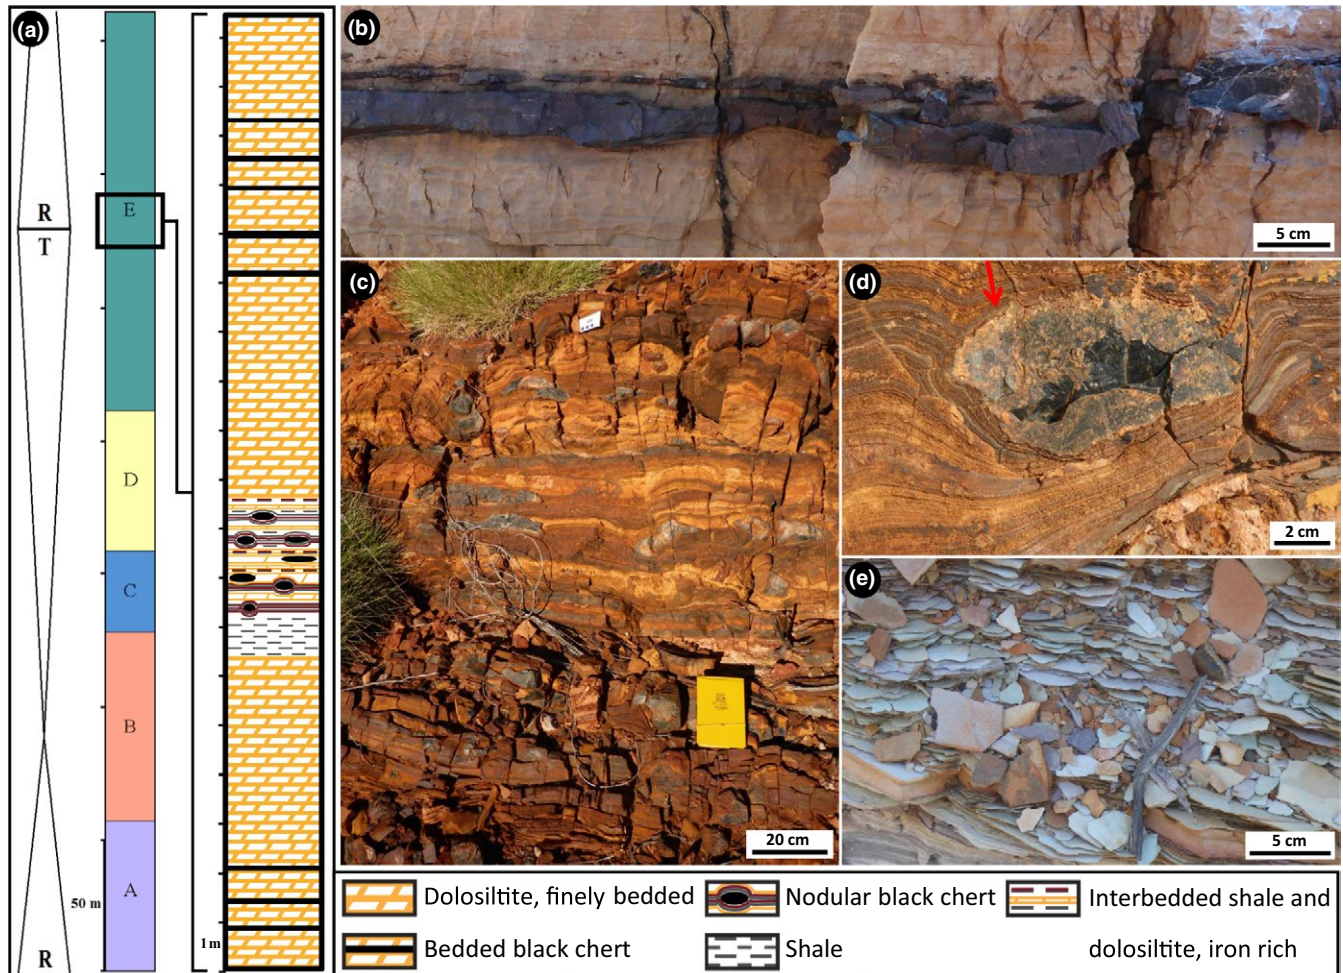 (a)
R
T
E
D
C
B
A
50 m
R
1 m
(b)
5 cm
(c)
20 cm
(d)
2 cm
(e)
5 cm
Dolosiltite, finely bedded
Nodular black chert
Interbedded shale and
dolosiltite, iron rich
Bedded black chert
Shale